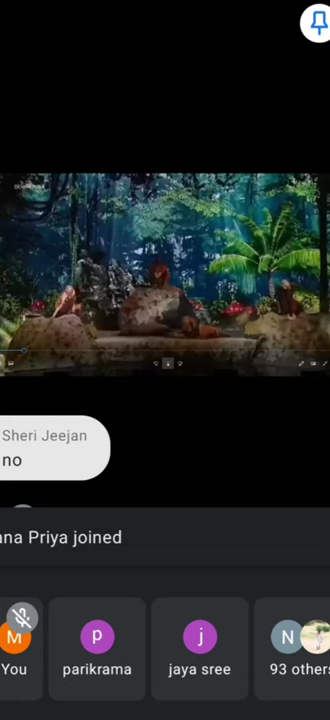 Sheri Jeejan
no
ana Priya joined
M
You
p
parikrama
j
jaya sree
N
93 others